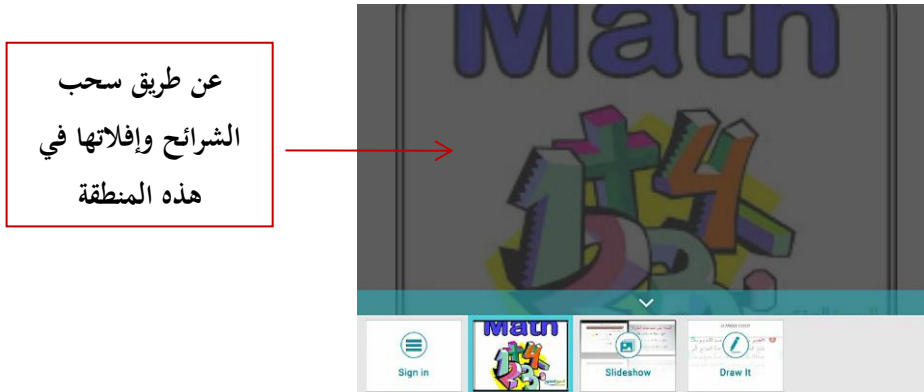 عن طريق سحب
الشرائح وإفلاتها في
هذه المنطقة
Math
Sign in
Math
Slideshow
Draw It